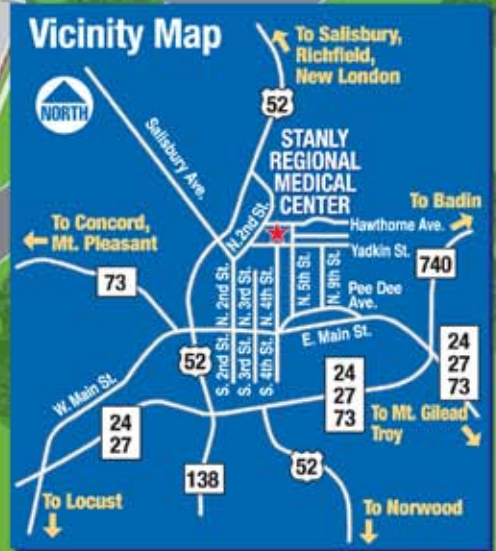 Vicinity Map
To Salisbury,
Richfield,
New London
NORTH
52
Salisbury Ave.
STANLY
REGIONAL
MEDICAL
CENTER
N. 2nd St.
To Badin
Hawthorne Ave.
Yadkin St.
To Concord,
Mt. Pleasant
73
740
N. 2nd St.
N. 3rd St.
N. 4th St.
N. 5th St.
N. 9th St.
Pee Dee
Ave.
E. Main St.
52
S. 2nd St.
S. 3rd St.
S. 4th St.
W. Main St.
24
27
73
24
27
73
24
27
To Mt. Gilead
Troy
138
52
To Locust
To Norwood